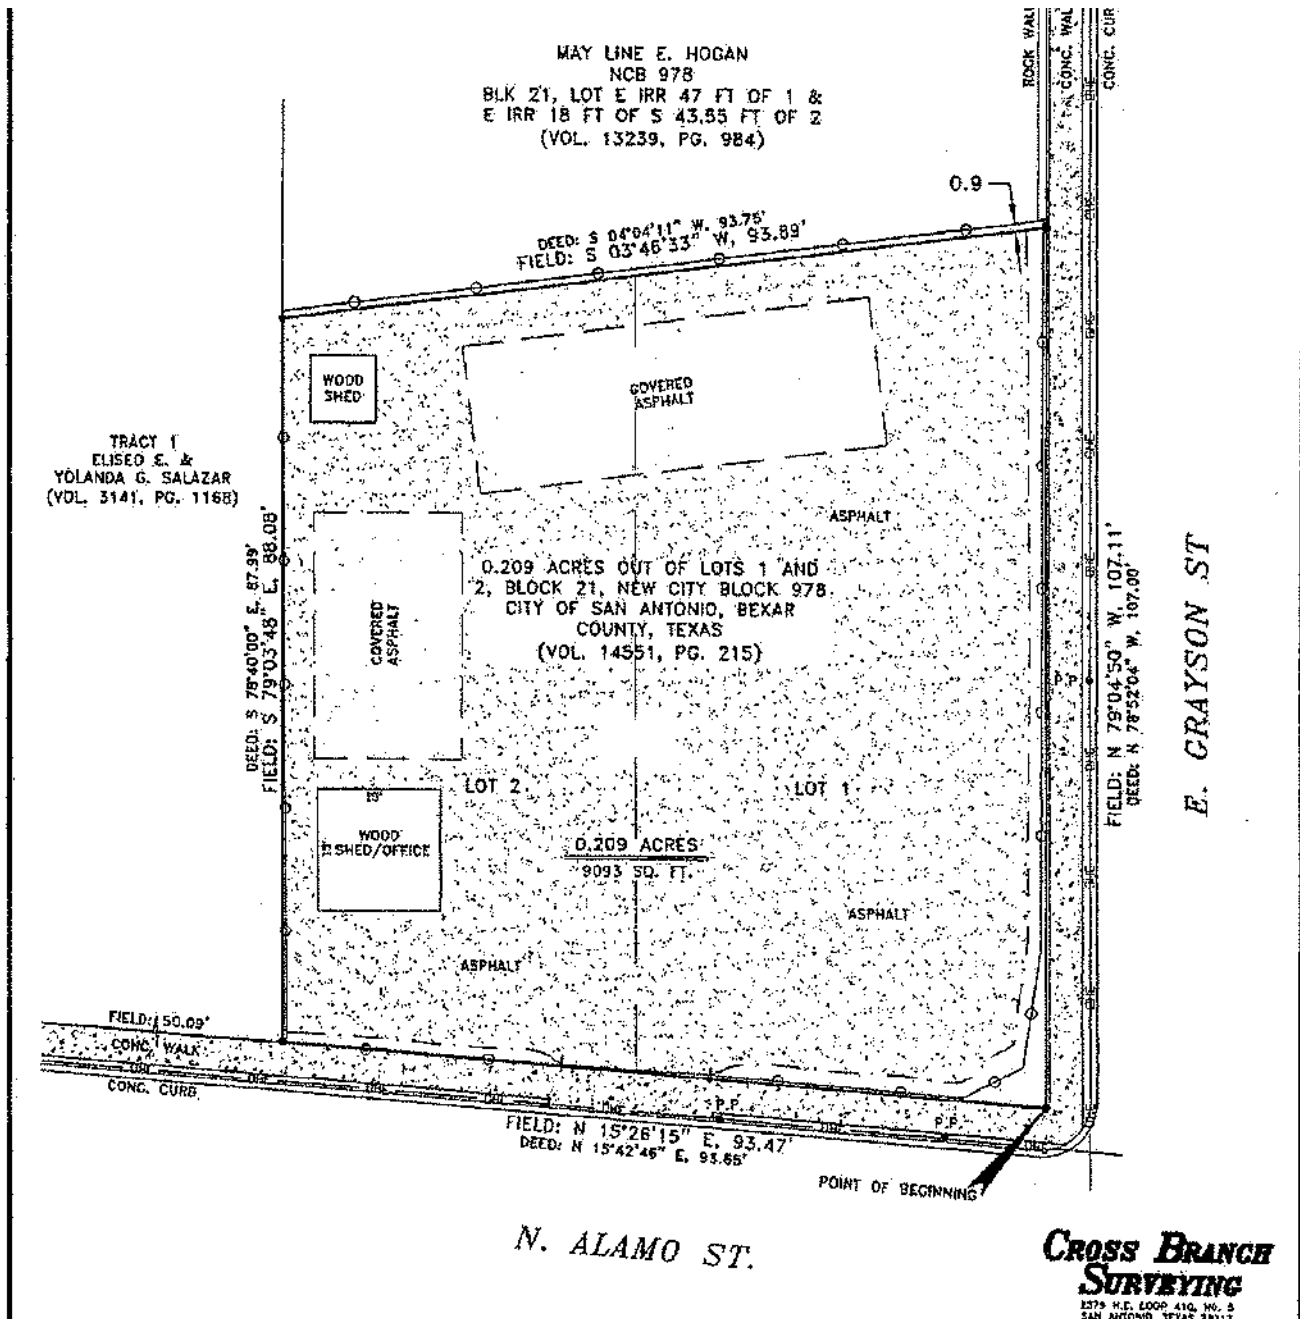 MAY LINE E. HOGAN
NCB 978
BLK 21, LOT E IRR 47 FT OF 1 &
E IRR 18 FT OF S 43.55 FT OF 2
(VOL. 13239, PG. 984)
ROCK WALL
CONC. WAL
CONC. CUR
0.9
DEED: S 04°04'11" W, 93.75'
FIELD: S 03°46'33" W, 93.89'
WOOD
SHED
COVERED
ASPHALT
TRACT 1
ELISEO E. &
YOLANDA G. SALAZAR
(VOL. 3141, PG. 1168)
ASPHALT
DEED: S 78°40'00" E, 87.99'
FIELD: S 79°03'48" E, 88.08'
COVERED
ASPHALT
0.209 ACRES OUT OF LOTS 1 AND
2, BLOCK 21, NEW CITY BLOCK 978
CITY OF SAN ANTONIO, BEXAR
COUNTY, TEXAS
(VOL. 14551, PG. 215)
P.P.
FIELD: N 79°04'50" W, 107.11'
DEED: N 78°52'04" W, 107.00'
E. GRAYSON ST
LOT 2
LOT 1
WOOD
SHED/OFFICE
0.209 ACRES
9093 SQ. FT.
ASPHALT
ASPHALT
FIELD: 50.09'
CONC. WALK
CONC. CURB
OHE
P.P.
P.P.
FIELD: N 15°26'15" E, 93.47'
DEED: N 15°42'46" E, 93.65'
POINT OF BEGINNING
N. ALAMO ST.
CROSS BRANCH
SURVEYING
SAN ANTONIO, TEXAS